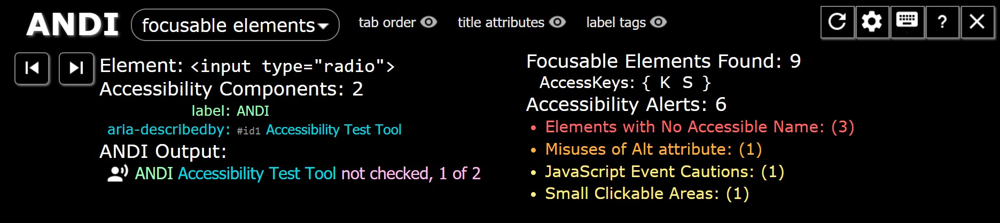 ANDI
focusable elements
tab order
title attributes
label tags
?
Element: <input type="radio">
Accessibility Components: 2
label: ANDI
aria-describedby: #id1 Accessibility Test Tool
ANDI Output:
ANDI Accessibility Test Tool not checked, 1 of 2
Focusable Elements Found: 9
AccessKeys: { K S }
Accessibility Alerts: 6
• Elements with No Accessible Name: (3)
• Misuses of Alt attribute: (1)
• JavaScript Event Cautions: (1)
• Small Clickable Areas: (1)